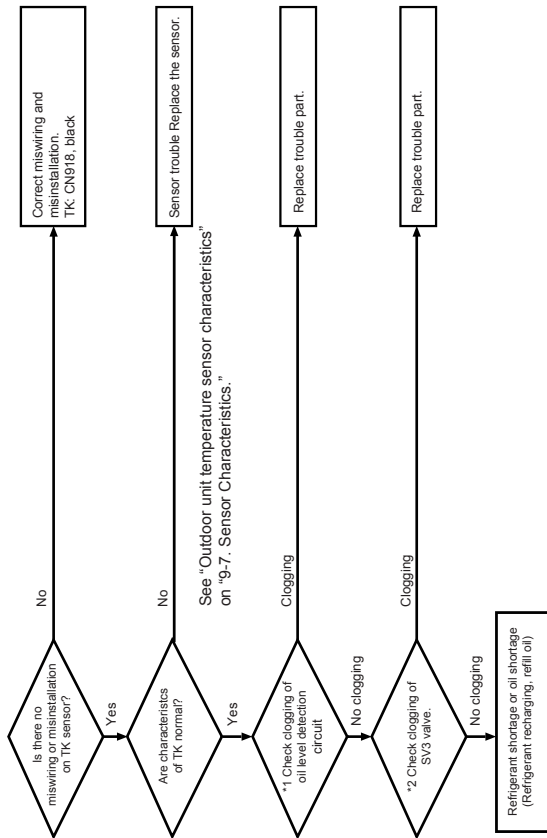 Is there no
miswiring or misinstallation
on TK sensor?
No
Correct miswiring and
misinstallation.
TK: CN918, black
Yes
Are characteristcs
of TK normal?
No
Sensor trouble Replace the sensor.
See “Outdoor unit temperature sensor characteristics”
on “9-7. Sensor Characteristics.”
Yes
*1 Check clogging of
oil level detection
circuit
Clogging
Replace trouble part.
No clogging
*2 Check clogging of
SV3 valve.
Clogging
Replace trouble part.
No clogging
Refrigerant shortage or oil shortage
(Refrigerant recharging, refill oil)